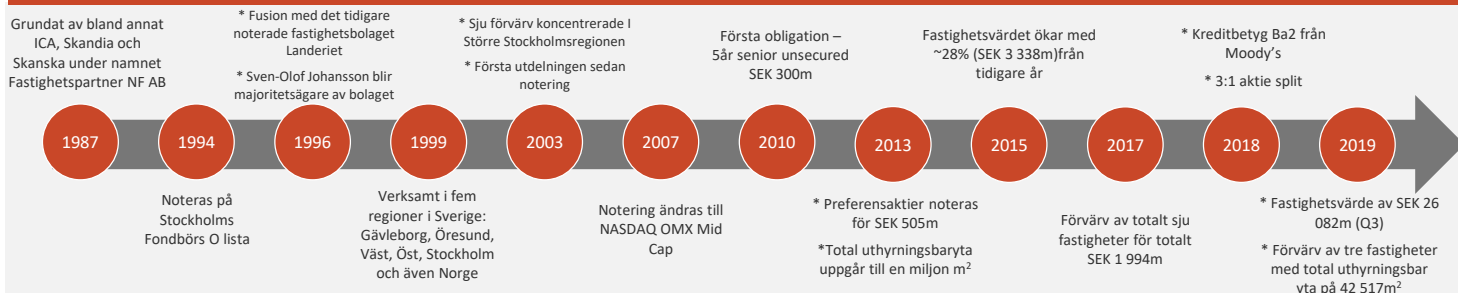 Grundat av bland annat
ICA, Skandia och
Skanska under namnet
Fastighetspartner NF AB
* Fusion med det tidigare
noterade fastighetsbolaget
Landeriet
* Sven-Olof Johansson blir
majoritetsägare av bolaget
* Sju förvärv koncentrerade I
Större Stockholmsregionen
* Första utdelningen sedan
notering
Första obligation –
5år senior unsecured
SEK 300m
Fastighetsvärdet ökar med
~28% (SEK 3 338m)från
tidigare år
* Kreditbetyg Ba2 från
Moody's
* 3:1 aktie split
1987
1994
1996
1999
2003
2007
2010
2013
2015
2017
2018
2019
Noteras på
Stockholms
Fondbörs O lista
Verksamt i fem
regioner i Sverige:
Gävleborg, Öresund,
Väst, Öst, Stockholm
och även Norge
Notering ändras till
NASDAQ OMX Mid
Cap
* Preferensaktier noteras
för SEK 505m
*Total uthyrningsbaryta
uppgår till en miljon m²
Förvärv av totalt sju
fastigheter för totalt
SEK 1 994m
* Fastighetsvärde av SEK 26
082m (Q3)
* Förvärv av tre fastigheter
med total uthyrningsbar
yta på 42 517m²